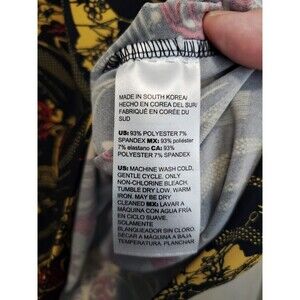 MADE IN SOUTH KOREA/
HECHO EN COREA DEL SUR/
FABRIQUÉ EN CORÉE DU
SUD
US: 93% POLYESTER 7%
SPANDEX MX: 93% poliéster
7% elastano CA: 93%
POLYESTER 7% SPANDEX
US: MACHINE WASH COLD,
GENTLE CYCLE. ONLY
NON-CHLORINE BLEACH,
TUMBLE DRY LOW, WARM
IRON. MAY BE DRY
CLEANED MX: LAVAR A
MÁQUINA CON AGUA FRÍA
EN CICLO SUAVE.
SOLAMENTE
BLANQUEADOR SIN CLORO.
SECAR A MÁQUINA A BAJA
TEMPERATURA, PLANCHAR